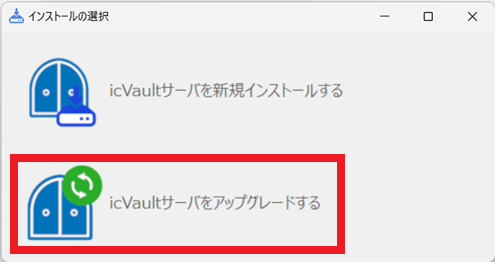 インストールの選択
icVaultサーバを新規インストールする
icVaultサーバをアップグレードする